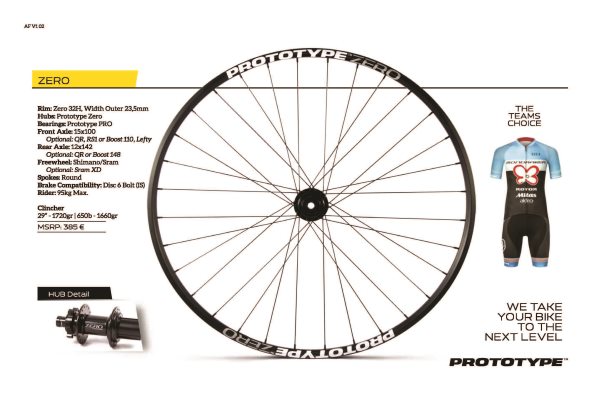 AF V1.02
ZERO
Rim: Zero 32H, Width Outer 23,5mm
Hubs: Prototype Zero
Bearings: Prototype PRO
Front Axle: 15x100
Optional: QR, RS1 or Boost 110, Lefty
Rear Axle: 12x142
Optional: QR or Boost 148
Freewheel: Shimano/Sram
Optional: Sram XD
Spokes: Round
Brake Compatibility: Disc 6 Bolt (IS)
Rider: 95kg Max.
Clincher
29" - 1720gr | 650b - 1660gr
MSRP: 385 €
HUB Detail
ZERO
PROTOTYPE ZERO
PROTOTYPE ZERO
THE
TEAMS
CHOICE
ROTOR
Mitas
WE TAKE
YOUR BIKE
TO THE
NEXT LEVEL
PROTOTYPE™